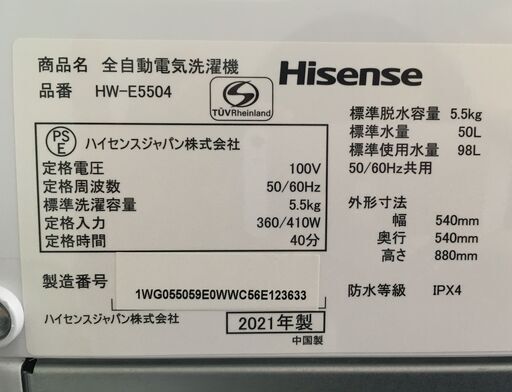 商品名 全自動電気洗濯機
品番 HW-E5504
S
TÜVRheinland
Hisense
PS
E
ハイセンスジャパン株式会社
定格電圧 100V
定格周波数 50/60Hz
標準洗濯容量 5.5kg
定格入力 360/410W
定格時間 40分
標準脱水容量 5.5kg
標準水量 50L
標準使用水量 98L
50/60Hz共用
外形寸法
幅 540mm
奥行 540mm
高さ 880mm
防水等級 IPX4
製造番号
1WG055059E0WWC56E123633
ハイセンスジャパン株式会社
2021年製
中国製